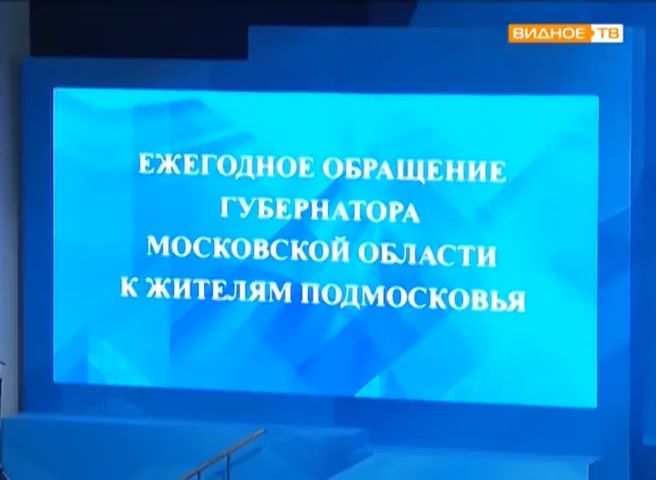 ВИДНОЕ ТВ
ЕЖЕГОДНОЕ ОБРАЩЕНИЕ
ГУБЕРНАТОРА
МОСКОВСКОЙ ОБЛАСТИ
К ЖИТЕЛЯМ ПОДМОСКОВЬЯ